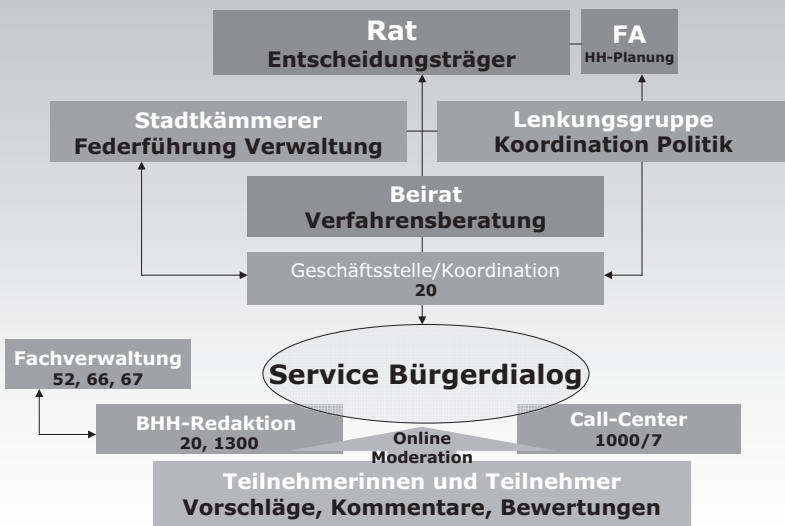 Rat
Entscheidungsträger
FA
HH-Planung
Stadtkämmerer
Federführung Verwaltung
Lenkungsgruppe
Koordination Politik
Beirat
Verfahrensberatung
Geschäftsstelle/Koordination
20
Fachverwaltung
52, 66, 67
Service Bürgerdialog
BHH-Redaktion
20, 1300
Online
Moderation
Call-Center
1000/7
Teilnehmerinnen und Teilnehmer
Vorschläge, Kommentare, Bewertungen